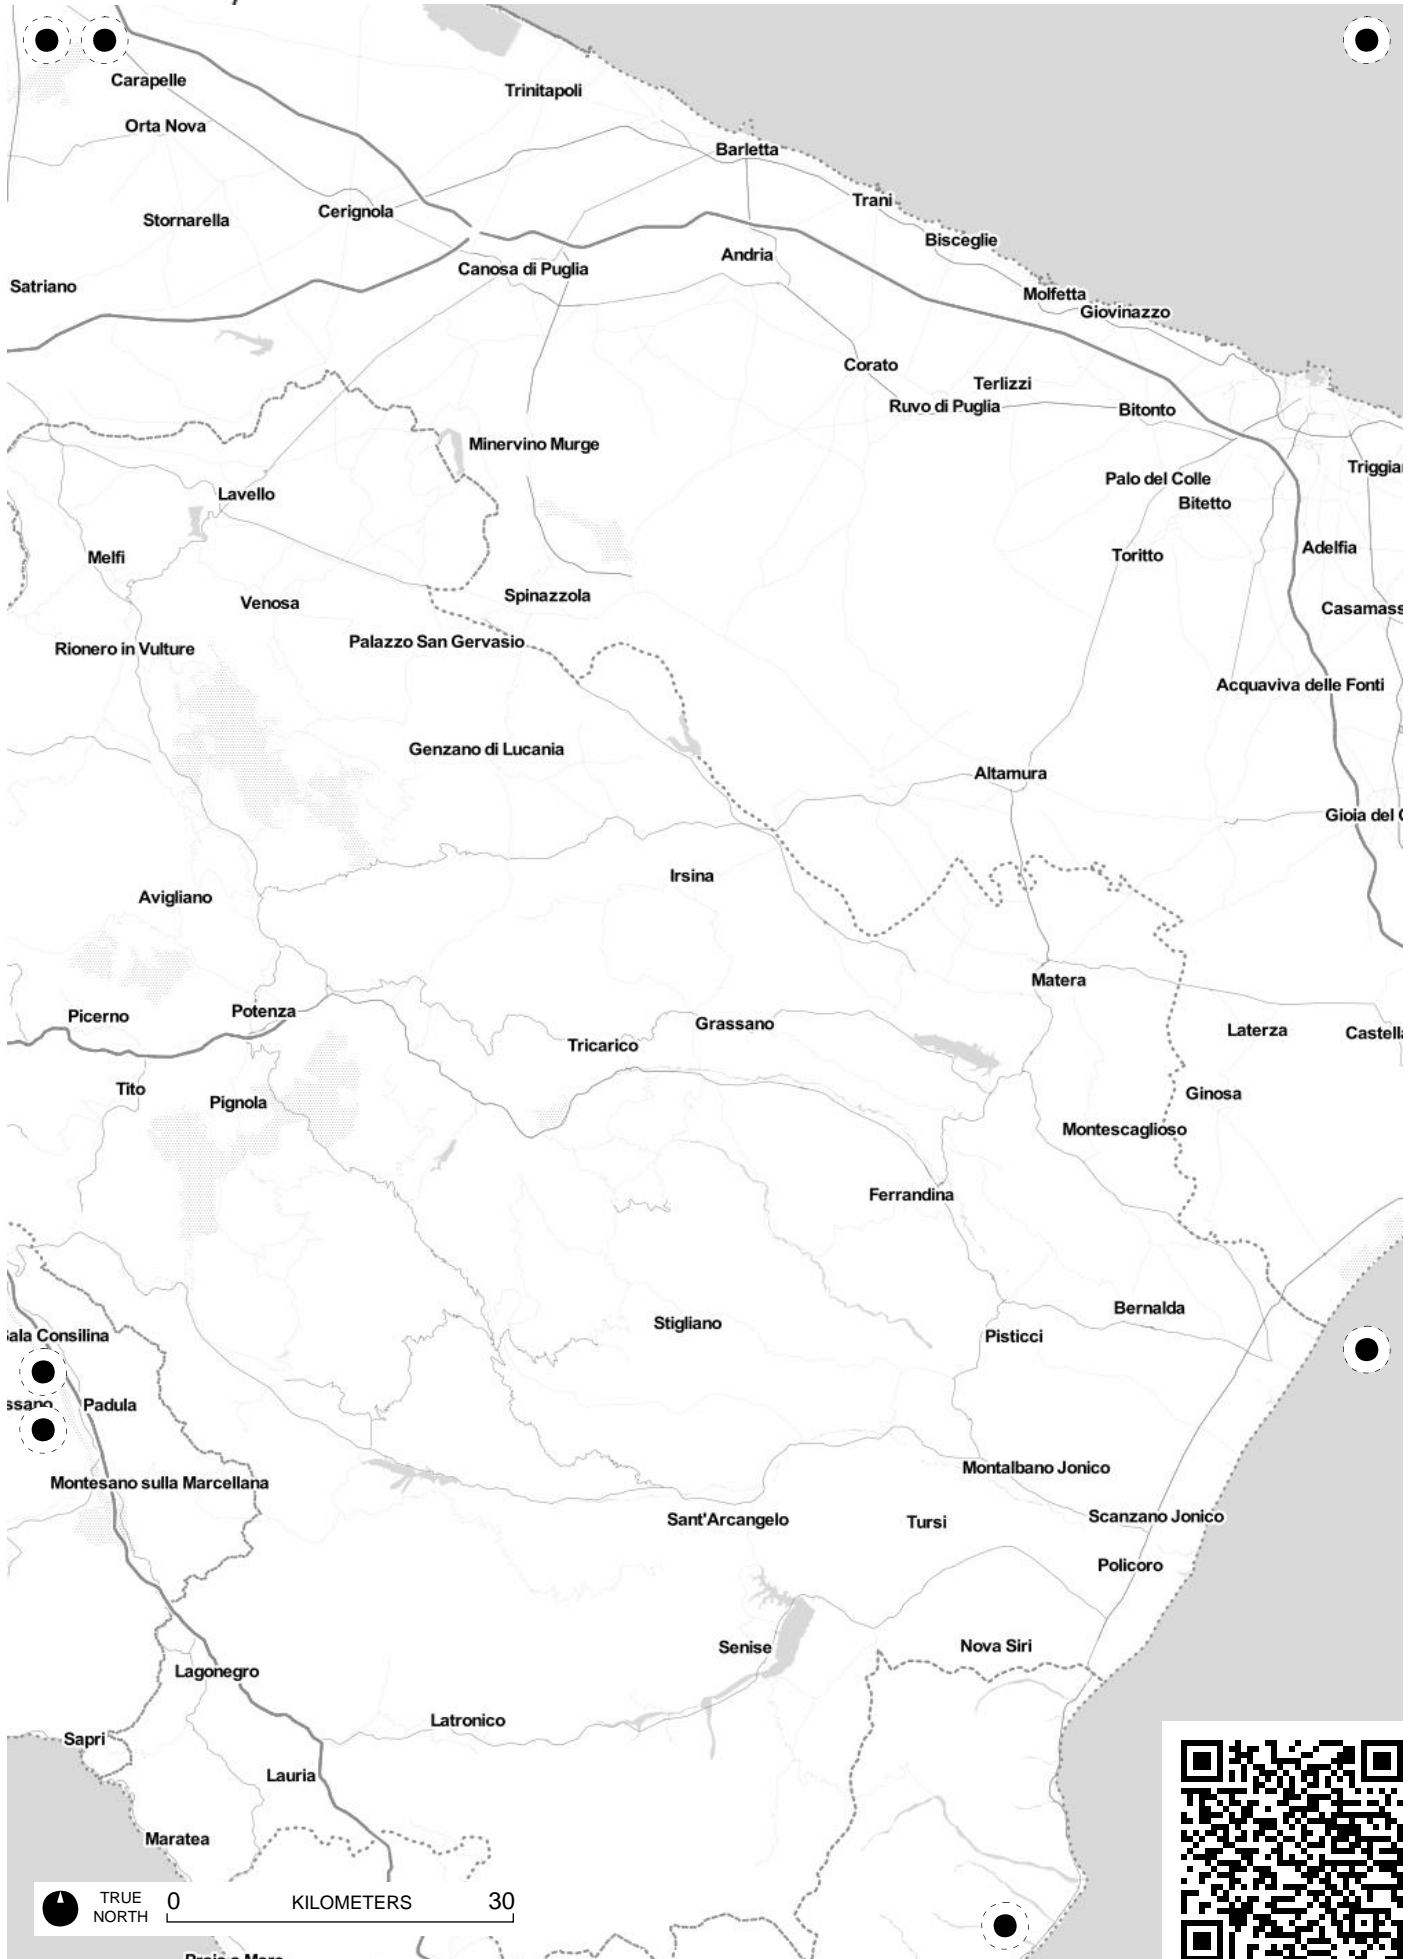 Carapelle
Trinitapoli
Orta Nova
Barletta
Trani
Cerignola
Stornarella
Bisceglie
Andria
Canosa di Puglia
Satriano
Molfetta
Giovinazzo
Corato
Terlizzi
Ruvo di Puglia
Bitonto
Minervino Murge
Triggia
Palo del Colle
Lavello
Bitetto
Adelfia
Toritto
Melfi
Spinazzola
Venosa
Casamass
Palazzo San Gervasio
Rionero in Vulture
Acquaviva delle Fonti
Genzano di Lucania
Altamura
Gioia del C
Irsina
Avigliano
Matera
Potenza
Picerno
Grassano
Laterza
Castella
Tricarico
Tito
Ginosa
Pignola
Montescaglioso
Ferrandina
Bernalda
Stigliano
Pisticci
ala Consilina
Padula
ssano
Montalbano Jonico
Montesano sulla Marcellana
Scanzano Jonico
Sant'Arcangelo
Tursi
Policoro
Nova Siri
Senise
Lagonegro
Latronico
Sapri
Lauria
Maratea
TRUE
NORTH
0 KILOMETERS 30